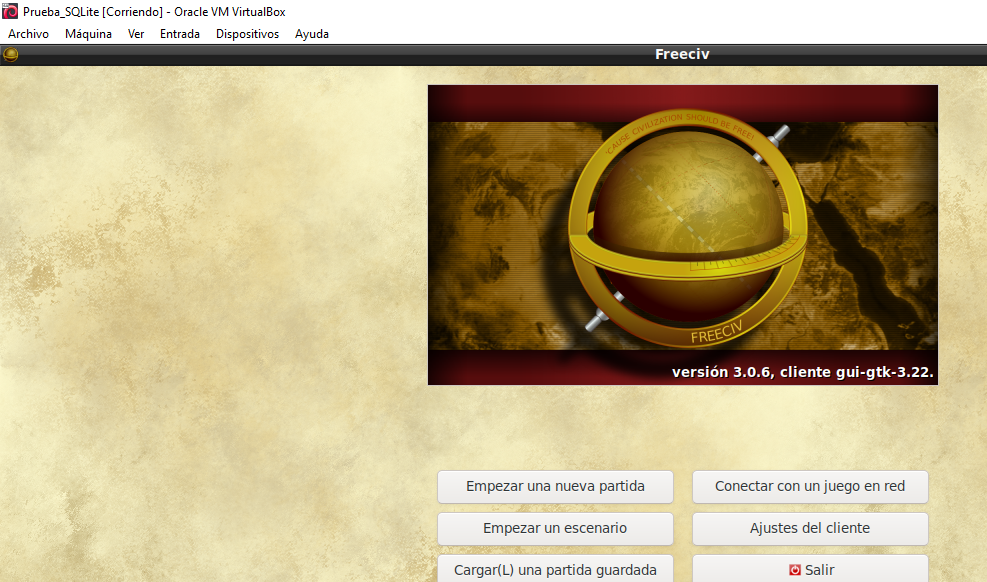 Prueba_SQLite [Corriendo] - Oracle VM VirtualBox
Archivo Máquina Ver Entrada Dispositivos Ayuda
Freeciv
'CAUSE CIVILIZATION SHOULD BE FREE!
FREECIV
versión 3.0.6, cliente gui-gtk-3.22.
Empezar una nueva partida Conectar con un juego en red
Empezar un escenario Ajustes del cliente
Cargar(L) una partida guardada Salir